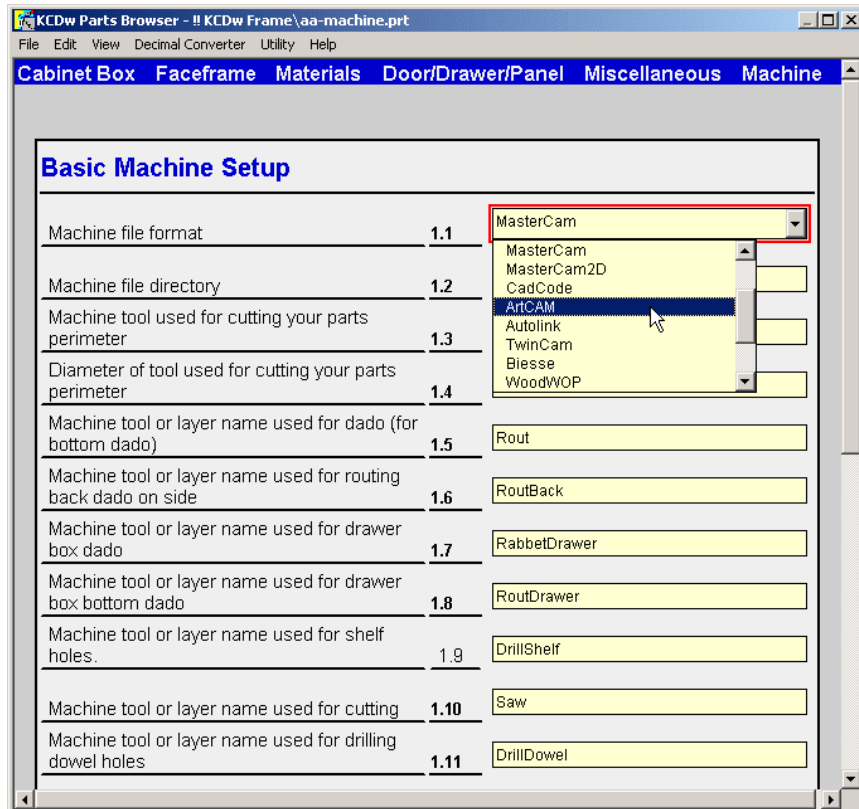 KCDw Parts Browser - !! KCDw Frame\aa-machine.prt
File Edit View Decimal Converter Utility Help
Cabinet Box Faceframe Materials Door/Drawer/Panel Miscellaneous Machine
Basic Machine Setup
Machine file format 1.1 MasterCam
MasterCam
MasterCam2D
CadCode
ArtCAM
Autolink
TwinCam
Biesse
WoodWOP
Machine file directory 1.2
Machine tool used for cutting your parts
perimeter 1.3
Diameter of tool used for cutting your parts
perimeter 1.4
Machine tool or layer name used for dado (for
bottom dado) 1.5 Rout
Machine tool or layer name used for routing
back dado on side 1.6 RoutBack
Machine tool or layer name used for drawer
box dado 1.7 RabbetDrawer
Machine tool or layer name used for drawer
box bottom dado 1.8 RoutDrawer
Machine tool or layer name used for shelf
holes. 1.9 DrillShelf
Machine tool or layer name used for cutting 1.10 Saw
Machine tool or layer name used for drilling
dowel holes 1.11 DrillDowel